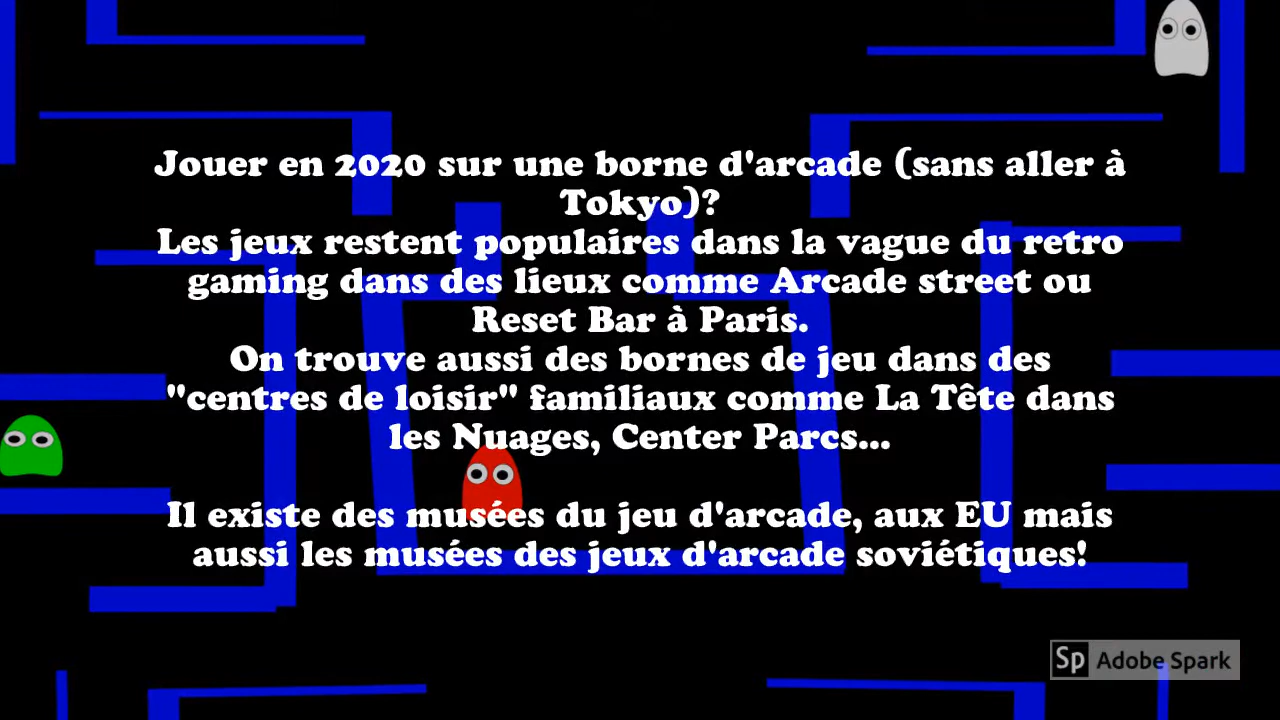 Jouer en 2020 sur une borne d'arcade (sans aller à
Tokyo)?
Les jeux restent populaires dans la vague du retro
gaming dans des lieux comme Arcade street ou
Reset Bar à Paris.
On trouve aussi des bornes de jeu dans des
"centres de loisir" familiaux comme La Tête dans
les Nuages, Center Parcs...
Il existe des musées du jeu d'arcade, aux EU mais
aussi les musées des jeux d'arcade soviétiques!
Sp Adobe Spark